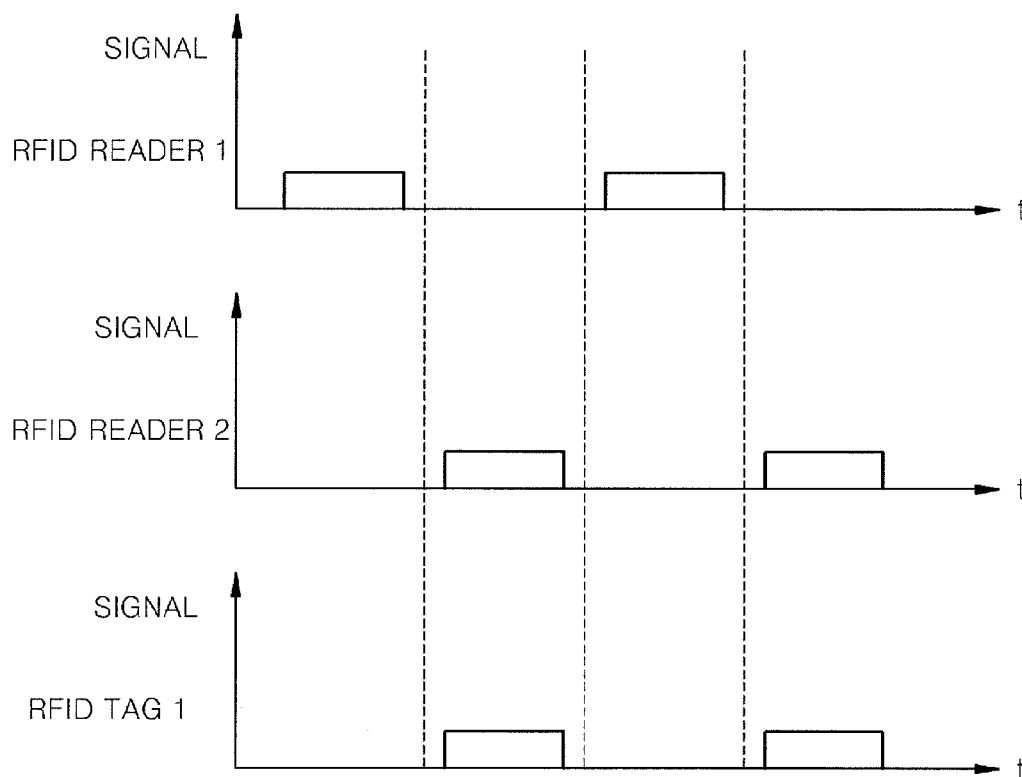 SIGNAL
RFID READER 1
t
SIGNAL
RFID READER 2
t
SIGNAL
RFID TAG 1
t